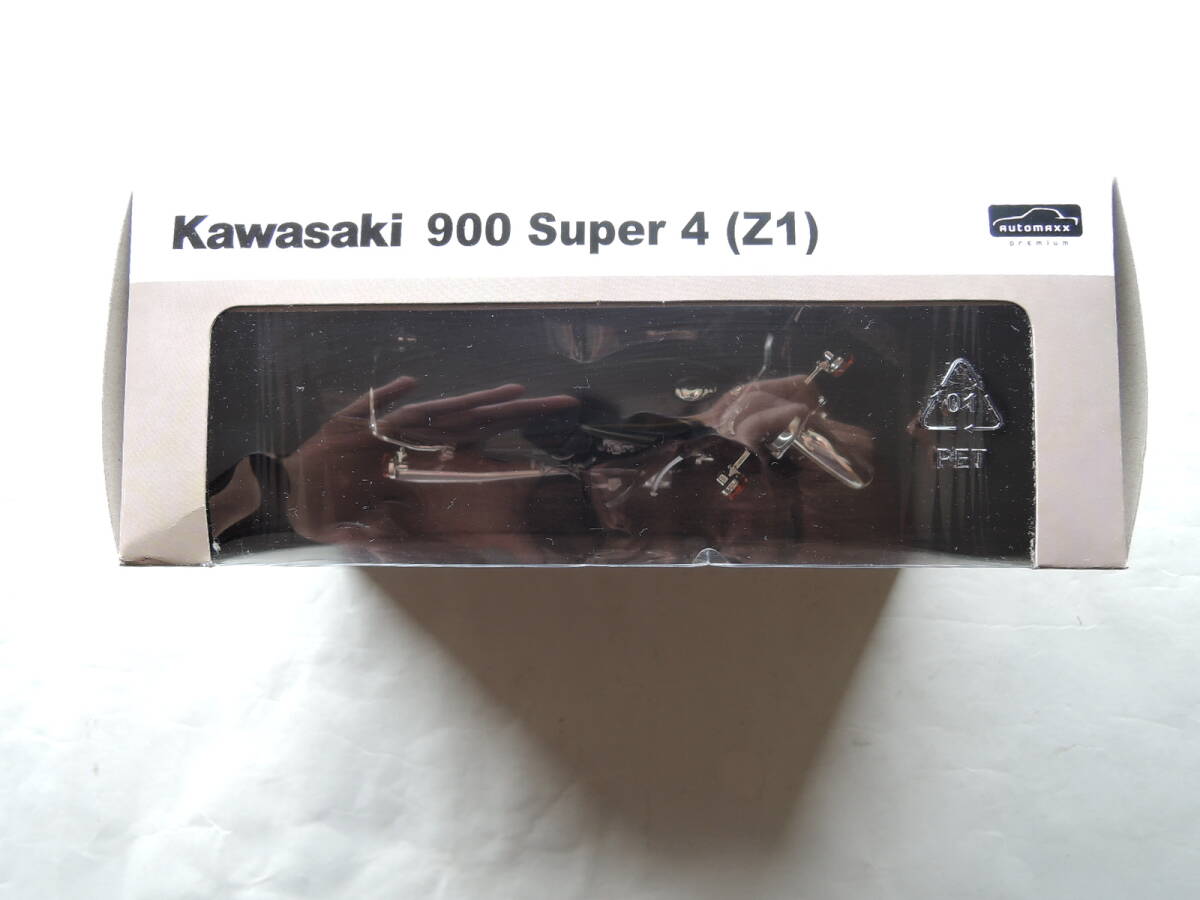 Kawasaki 900 Super 4 (Z1)
AUTOMAXX
premium
01
PET